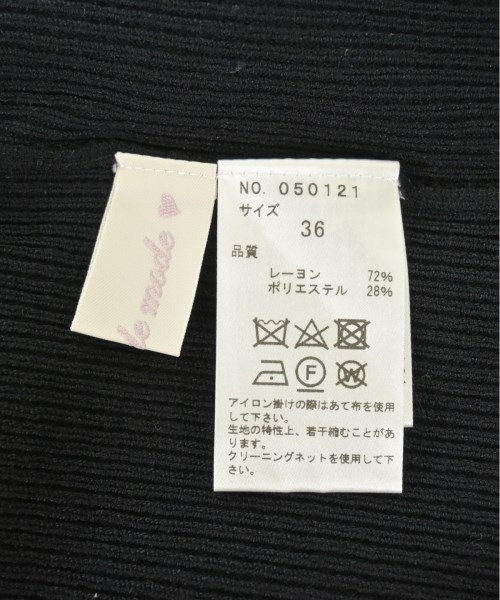 de mode
NO. 050121
サイズ
36
品質
レーヨン 72%
ポリエステル 28%
F
W
アイロン掛けの際はあて布を使用
して下さい。
生地の特性上、若干縮むことがあ
ります。
クリーニングネットを使用して下
さい。